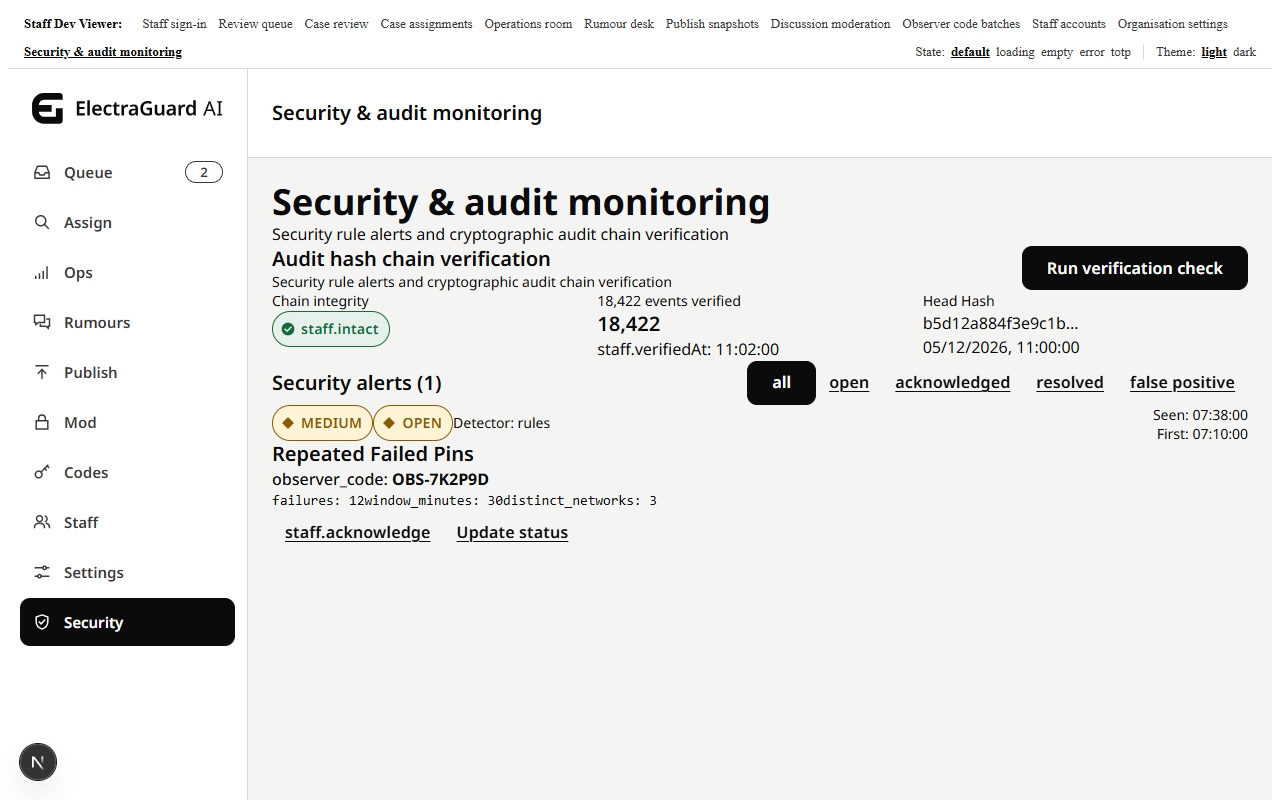 Staff Dev Viewer: Staff sign-in Review queue Case review Case assignments Operations room Rumour desk Publish snapshots Discussion moderation Observer code batches Staff accounts Organisation settings
Security & audit monitoring State: default loading empty error totp Theme: light dark
ElectraGuard AI
Queue 2
Assign
Ops
Rumours
Publish
Mod
Codes
Staff
Settings
Security
N
Security & audit monitoring
Security & audit monitoring
Security rule alerts and cryptographic audit chain verification
Audit hash chain verification
Run verification check
Security rule alerts and cryptographic audit chain verification
Chain integrity 18,422 events verified Head Hash
staff.intact 18,422 b5d12a884f3e9c1b...
staff.verifiedAt: 11:02:00 05/12/2026, 11:00:00
Security alerts (1) all open acknowledged resolved false positive
MEDIUM OPEN Detector: rules Seen: 07:38:00
First: 07:10:00
Repeated Failed Pins
observer_code: OBS-7K2P9D
failures: 12window_minutes: 30distinct_networks: 3
staff.acknowledge Update status